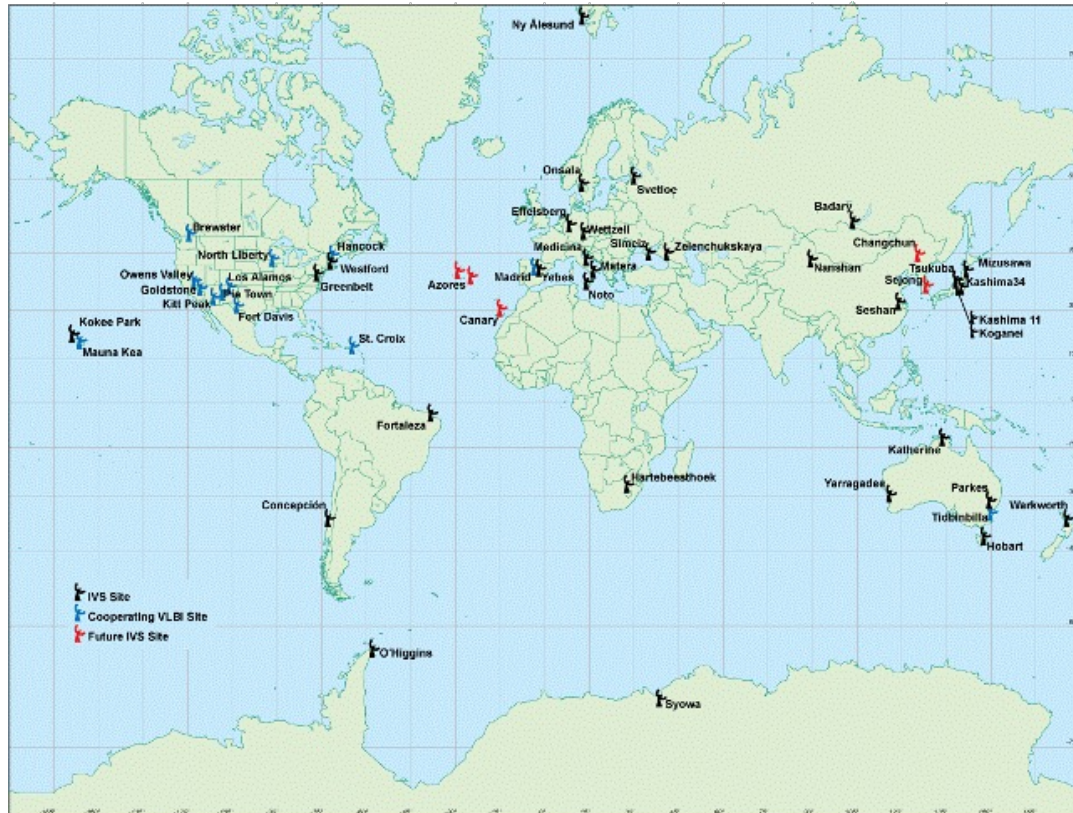 Ny Ålesund
Onsala
Svetloe
Badary
Effelsberg
Wettzell
Brewster
Hancock
Medicina
Simeiz
Zelenchukskaya
Changchun
North Liberty
Westford
Nanshan
Tsukuba
Mizusawa
Owens Valley
Los Alamos
Greenbelt
Azores
Madrid
Yebes
Matera
Sejong
Kashima34
Goldstone
Pie Town
Noto
Kitt Peak
Fort Davis
Canary
Seshan
Kashima 11
Koganei
Kokee Park
Mauna Kea
St. Croix
Fortaleza
Katherine
Hartebeesthoek
Yarragadee
Parkes
Warkworth
Concepción
Tidbinbilla
Hobart
IVS Site
Cooperating VLBI Site
Future IVS Site
O'Higgins
Syowa